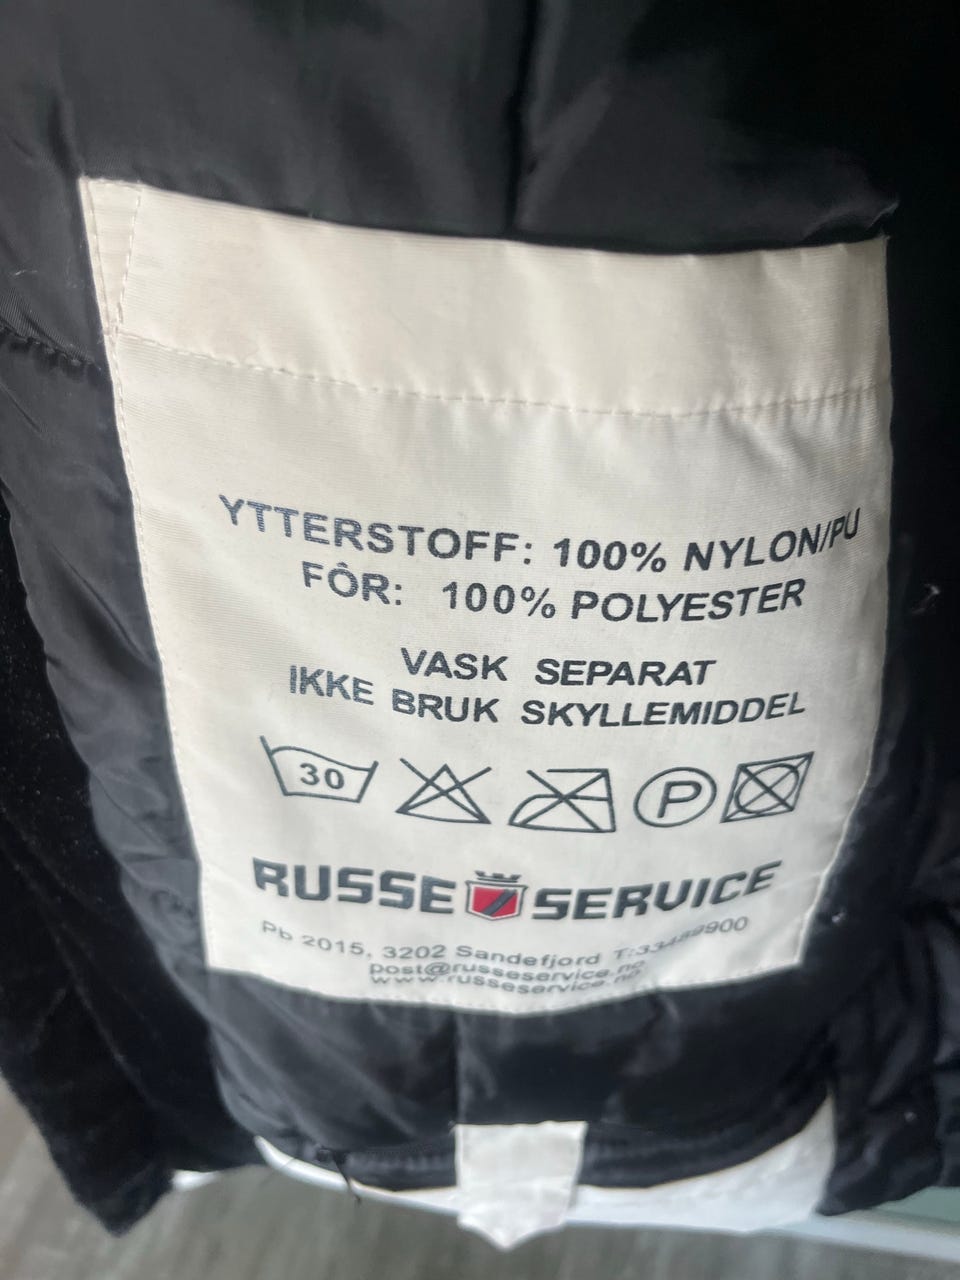 YTTERSTOFF: 100% NYLON/PU
FÔR: 100% POLYESTER
VASK SEPARAT
IKKE BRUK SKYLLEMIDDEL
30
P
RUSSE SERVICE
Pb 2015, 3202 Sandefjord
post@russeservice.no
www.russeservice.no